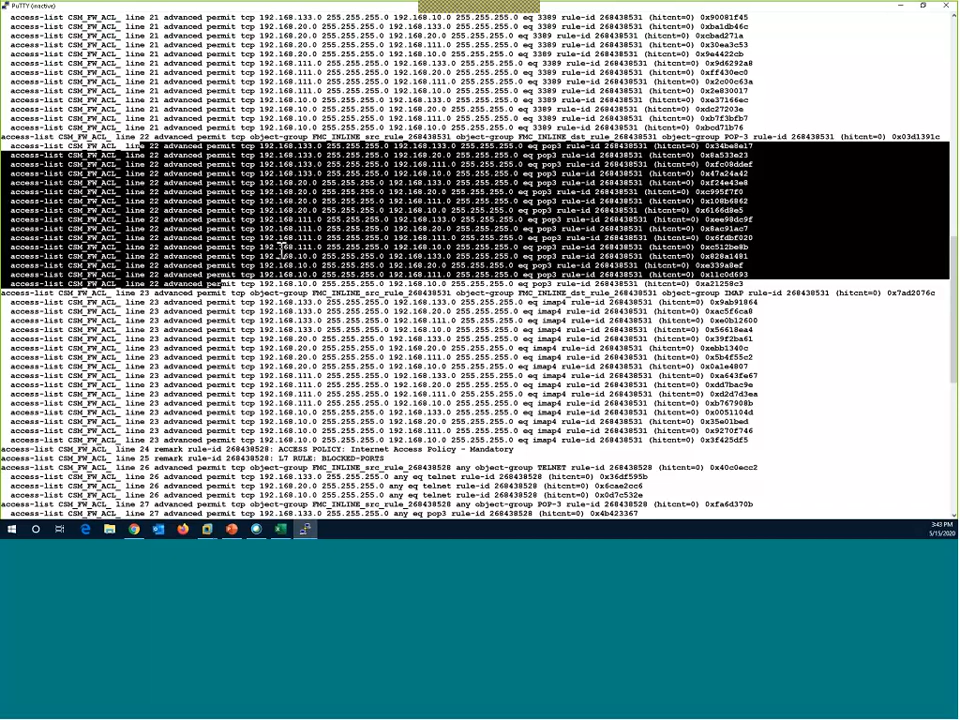 PuTTY (inactive)
access-list CSM_FW_ACL_ line 21 advanced permit tcp 192.168.133.0 255.255.255.0 192.168.10.0 255.255.255.0 eq 3389 rule-id 268438531 (hitcnt=0) 0x90081f45
access-list CSM_FW_ACL_ line 21 advanced permit tcp 192.168.20.0 255.255.255.0 192.168.133.0 255.255.255.0 eq 3389 rule-id 268438531 (hitcnt=0) 0xba1db46c
access-list CSM_FW_ACL_ line 21 advanced permit tcp 192.168.20.0 255.255.255.0 192.168.20.0 255.255.255.0 eq 3389 rule-id 268438531 (hitcnt=0) 0xcbad271a
access-list CSM_FW_ACL_ line 21 advanced permit tcp 192.168.20.0 255.255.255.0 192.168.111.0 255.255.255.0 eq 3389 rule-id 268438531 (hitcnt=0) 0x30ea3c53
access-list CSM_FW_ACL_ line 21 advanced permit tcp 192.168.20.0 255.255.255.0 192.168.10.0 255.255.255.0 eq 3389 rule-id 268438531 (hitcnt=0) 0x9e4422cb
access-list CSM_FW_ACL_ line 21 advanced permit tcp 192.168.111.0 255.255.255.0 192.168.133.0 255.255.255.0 eq 3389 rule-id 268438531 (hitcnt=0) 0x9d6292a8
access-list CSM_FW_ACL_ line 21 advanced permit tcp 192.168.111.0 255.255.255.0 192.168.20.0 255.255.255.0 eq 3389 rule-id 268438531 (hitcnt=0) 0xff430ec0
access-list CSM_FW_ACL_ line 21 advanced permit tcp 192.168.111.0 255.255.255.0 192.168.111.0 255.255.255.0 eq 3389 rule-id 268438531 (hitcnt=0) 0x2c00c63a
access-list CSM_FW_ACL_ line 21 advanced permit tcp 192.168.111.0 255.255.255.0 192.168.10.0 255.255.255.0 eq 3389 rule-id 268438531 (hitcnt=0) 0x2e830017
access-list CSM_FW_ACL_ line 21 advanced permit tcp 192.168.10.0 255.255.255.0 192.168.133.0 255.255.255.0 eq 3389 rule-id 268438531 (hitcnt=0) 0xe37166ec
access-list CSM_FW_ACL_ line 21 advanced permit tcp 192.168.10.0 255.255.255.0 192.168.20.0 255.255.255.0 eq 3389 rule-id 268438531 (hitcnt=0) 0xdc27203e
access-list CSM_FW_ACL_ line 21 advanced permit tcp 192.168.10.0 255.255.255.0 192.168.111.0 255.255.255.0 eq 3389 rule-id 268438531 (hitcnt=0) 0xb7f3bfb7
access-list CSM_FW_ACL_ line 21 advanced permit tcp 192.168.10.0 255.255.255.0 192.168.10.0 255.255.255.0 eq 3389 rule-id 268438531 (hitcnt=0) 0xbcd71b76
access-list CSM_FW_ACL_ line 22 advanced permit tcp object-group FMC_INLINE_src_rule_268438531 object-group FMC_INLINE_dst_rule_268438531 object-group POP-3 rule-id 268438531 (hitcnt=0) 0x03d1391c
access-list CSM_FW_ACL_ line 22 advanced permit tcp 192.168.133.0 255.255.255.0 192.168.133.0 255.255.255.0 eq pop3 rule-id 268438531 (hitcnt=0) 0x34be8e17
access-list CSM_FW_ACL_ line 22 advanced permit tcp 192.168.133.0 255.255.255.0 192.168.20.0 255.255.255.0 eq pop3 rule-id 268438531 (hitcnt=0) 0x8a533e23
access-list CSM_FW_ACL_ line 22 advanced permit tcp 192.168.133.0 255.255.255.0 192.168.111.0 255.255.255.0 eq pop3 rule-id 268438531 (hitcnt=0) 0xfc08ddef
access-list CSM_FW_ACL_ line 22 advanced permit tcp 192.168.133.0 255.255.255.0 192.168.10.0 255.255.255.0 eq pop3 rule-id 268438531 (hitcnt=0) 0x47a24a42
access-list CSM_FW_ACL_ line 22 advanced permit tcp 192.168.20.0 255.255.255.0 192.168.133.0 255.255.255.0 eq pop3 rule-id 268438531 (hitcnt=0) 0xf24e43e8
access-list CSM_FW_ACL_ line 22 advanced permit tcp 192.168.20.0 255.255.255.0 192.168.20.0 255.255.255.0 eq pop3 rule-id 268438531 (hitcnt=0) 0xc995f7f0
access-list CSM_FW_ACL_ line 22 advanced permit tcp 192.168.20.0 255.255.255.0 192.168.111.0 255.255.255.0 eq pop3 rule-id 268438531 (hitcnt=0) 0x108b6862
access-list CSM_FW_ACL_ line 22 advanced permit tcp 192.168.20.0 255.255.255.0 192.168.10.0 255.255.255.0 eq pop3 rule-id 268438531 (hitcnt=0) 0x6166d8e5
access-list CSM_FW_ACL_ line 22 advanced permit tcp 192.168.111.0 255.255.255.0 192.168.133.0 255.255.255.0 eq pop3 rule-id 268438531 (hitcnt=0) 0xee98dc9f
access-list CSM_FW_ACL_ line 22 advanced permit tcp 192.168.111.0 255.255.255.0 192.168.20.0 255.255.255.0 eq pop3 rule-id 268438531 (hitcnt=0) 0x8ac91ac7
access-list CSM_FW_ACL_ line 22 advanced permit tcp 192.168.111.0 255.255.255.0 192.168.111.0 255.255.255.0 eq pop3 rule-id 268438531 (hitcnt=0) 0x6fdbf020
access-list CSM_FW_ACL_ line 22 advanced permit tcp 192.168.111.0 255.255.255.0 192.168.10.0 255.255.255.0 eq pop3 rule-id 268438531 (hitcnt=0) 0xc512be8b
access-list CSM_FW_ACL_ line 22 advanced permit tcp 192.168.10.0 255.255.255.0 192.168.133.0 255.255.255.0 eq pop3 rule-id 268438531 (hitcnt=0) 0x828a1481
access-list CSM_FW_ACL_ line 22 advanced permit tcp 192.168.10.0 255.255.255.0 192.168.20.0 255.255.255.0 eq pop3 rule-id 268438531 (hitcnt=0) 0xe339a8ef
access-list CSM_FW_ACL_ line 22 advanced permit tcp 192.168.10.0 255.255.255.0 192.168.111.0 255.255.255.0 eq pop3 rule-id 268438531 (hitcnt=0) 0x11c0d693
access-list CSM_FW_ACL_ line 22 advanced permit tcp 192.168.10.0 255.255.255.0 192.168.10.0 255.255.255.0 eq pop3 rule-id 268438531 (hitcnt=0) 0xa21258c3
access-list CSM_FW_ACL_ line 23 advanced permit tcp object-group FMC_INLINE_src_rule_268438531 object-group FMC_INLINE_dst_rule_268438531 object-group IMAP rule-id 268438531 (hitcnt=0) 0x7ad2076c
access-list CSM_FW_ACL_ line 23 advanced permit tcp 192.168.133.0 255.255.255.0 192.168.133.0 255.255.255.0 eq imap4 rule-id 268438531 (hitcnt=0) 0x9ab91864
access-list CSM_FW_ACL_ line 23 advanced permit tcp 192.168.133.0 255.255.255.0 192.168.20.0 255.255.255.0 eq imap4 rule-id 268438531 (hitcnt=0) 0xac5f6ca8
access-list CSM_FW_ACL_ line 23 advanced permit tcp 192.168.133.0 255.255.255.0 192.168.111.0 255.255.255.0 eq imap4 rule-id 268438531 (hitcnt=0) 0xe0b12600
access-list CSM_FW_ACL_ line 23 advanced permit tcp 192.168.133.0 255.255.255.0 192.168.10.0 255.255.255.0 eq imap4 rule-id 268438531 (hitcnt=0) 0x56618ea4
access-list CSM_FW_ACL_ line 23 advanced permit tcp 192.168.20.0 255.255.255.0 192.168.133.0 255.255.255.0 eq imap4 rule-id 268438531 (hitcnt=0) 0x39f2ba61
access-list CSM_FW_ACL_ line 23 advanced permit tcp 192.168.20.0 255.255.255.0 192.168.20.0 255.255.255.0 eq imap4 rule-id 268438531 (hitcnt=0) 0xebb1340c
access-list CSM_FW_ACL_ line 23 advanced permit tcp 192.168.20.0 255.255.255.0 192.168.111.0 255.255.255.0 eq imap4 rule-id 268438531 (hitcnt=0) 0x5b4f55c2
access-list CSM_FW_ACL_ line 23 advanced permit tcp 192.168.20.0 255.255.255.0 192.168.10.0 255.255.255.0 eq imap4 rule-id 268438531 (hitcnt=0) 0x0a1e4807
access-list CSM_FW_ACL_ line 23 advanced permit tcp 192.168.111.0 255.255.255.0 192.168.133.0 255.255.255.0 eq imap4 rule-id 268438531 (hitcnt=0) 0xa643fe67
access-list CSM_FW_ACL_ line 23 advanced permit tcp 192.168.111.0 255.255.255.0 192.168.20.0 255.255.255.0 eq imap4 rule-id 268438531 (hitcnt=0) 0xdd7bac9e
access-list CSM_FW_ACL_ line 23 advanced permit tcp 192.168.111.0 255.255.255.0 192.168.111.0 255.255.255.0 eq imap4 rule-id 268438531 (hitcnt=0) 0xd2d7d3ea
access-list CSM_FW_ACL_ line 23 advanced permit tcp 192.168.111.0 255.255.255.0 192.168.10.0 255.255.255.0 eq imap4 rule-id 268438531 (hitcnt=0) 0xb767908b
access-list CSM_FW_ACL_ line 23 advanced permit tcp 192.168.10.0 255.255.255.0 192.168.133.0 255.255.255.0 eq imap4 rule-id 268438531 (hitcnt=0) 0x0051104d
access-list CSM_FW_ACL_ line 23 advanced permit tcp 192.168.10.0 255.255.255.0 192.168.20.0 255.255.255.0 eq imap4 rule-id 268438531 (hitcnt=0) 0x35e01bed
access-list CSM_FW_ACL_ line 23 advanced permit tcp 192.168.10.0 255.255.255.0 192.168.111.0 255.255.255.0 eq imap4 rule-id 268438531 (hitcnt=0) 0x9270f746
access-list CSM_FW_ACL_ line 23 advanced permit tcp 192.168.10.0 255.255.255.0 192.168.10.0 255.255.255.0 eq imap4 rule-id 268438531 (hitcnt=0) 0x3f425df5
access-list CSM_FW_ACL_ line 24 remark rule-id 268438528: ACCESS POLICY: Internet Access Policy - Mandatory
access-list CSM_FW_ACL_ line 25 remark rule-id 268438528: L7 RULE: BLOCKED-PORTS
access-list CSM_FW_ACL_ line 26 advanced permit tcp object-group FMC_INLINE_src_rule_268438528 any object-group TELNET rule-id 268438528 (hitcnt=0) 0x40c0ecc2
access-list CSM_FW_ACL_ line 26 advanced permit tcp 192.168.133.0 255.255.255.0 any eq telnet rule-id 268438528 (hitcnt=0) 0x36df595b
access-list CSM_FW_ACL_ line 26 advanced permit tcp 192.168.20.0 255.255.255.0 any eq telnet rule-id 268438528 (hitcnt=0) 0x6cae2cc6
access-list CSM_FW_ACL_ line 26 advanced permit tcp 192.168.10.0 255.255.255.0 any eq telnet rule-id 268438528 (hitcnt=0) 0x0d7c532e
access-list CSM_FW_ACL_ line 27 advanced permit tcp object-group FMC_INLINE_src_rule_268438528 any object-group POP-3 rule-id 268438528 (hitcnt=0) 0xfa6d370b
access-list CSM_FW_ACL_ line 27 advanced permit tcp 192.168.133.0 255.255.255.0 any eq pop3 rule-id 268438528 (hitcnt=0) 0x4b423367
3:43 PM
5/15/2020